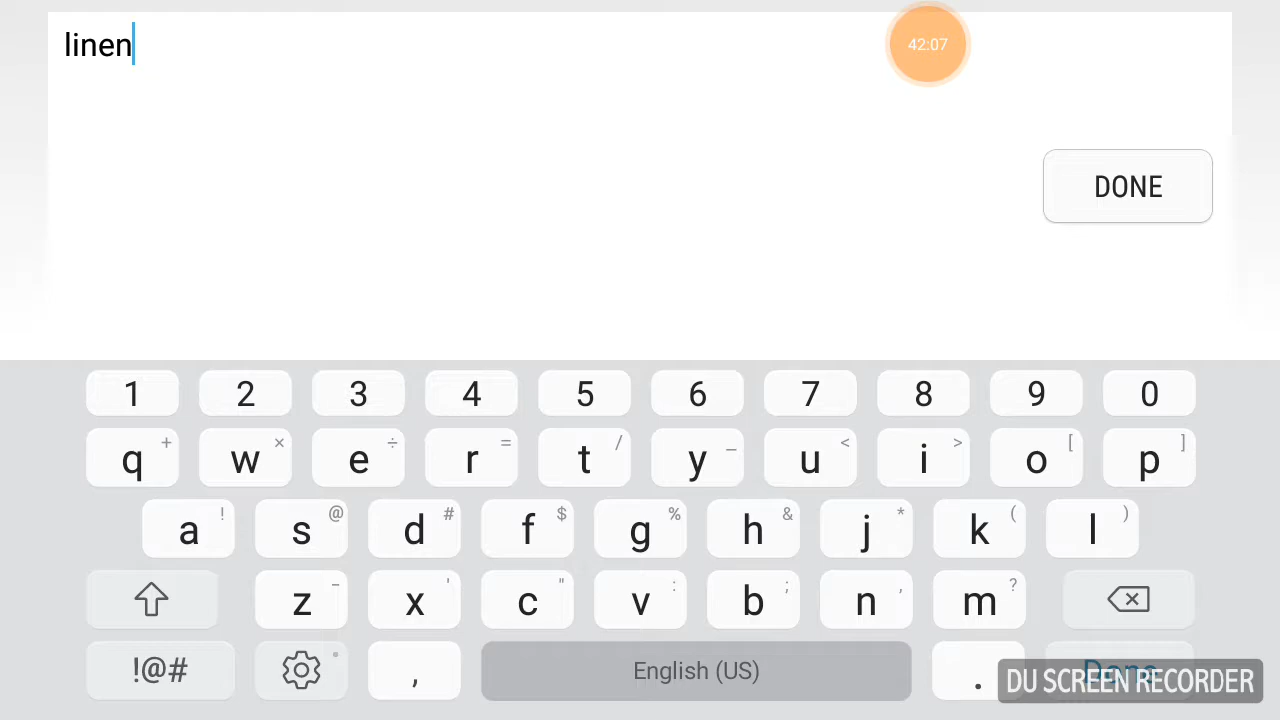 linen
42:07
DONE
1 2 3 4 5 6 7 8 9 0
+ × ÷ = / _ < > [ ]
q w e r t y u i o p
! @ # $ % & * ( )
a s d f g h j k l
- ' " : ; , ?
z x c v b n m
!@# , English (US) . Done
DU SCREEN RECORDER